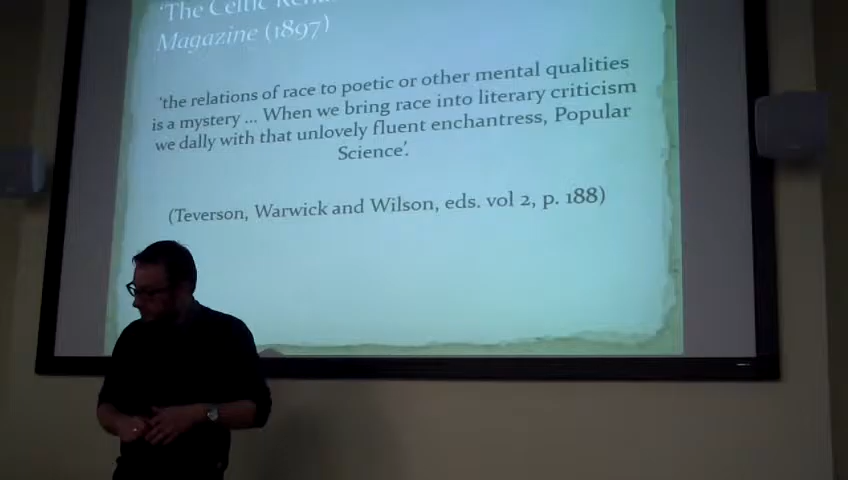 'The Celtic
Magazine (1897)
'the relations of race to poetic or other mental qualities
is a mystery ... When we bring race into literary criticism
we dally with that unlovely fluent enchantress, Popular
Science'.
(Teverson, Warwick and Wilson, eds. vol 2, p. 188)